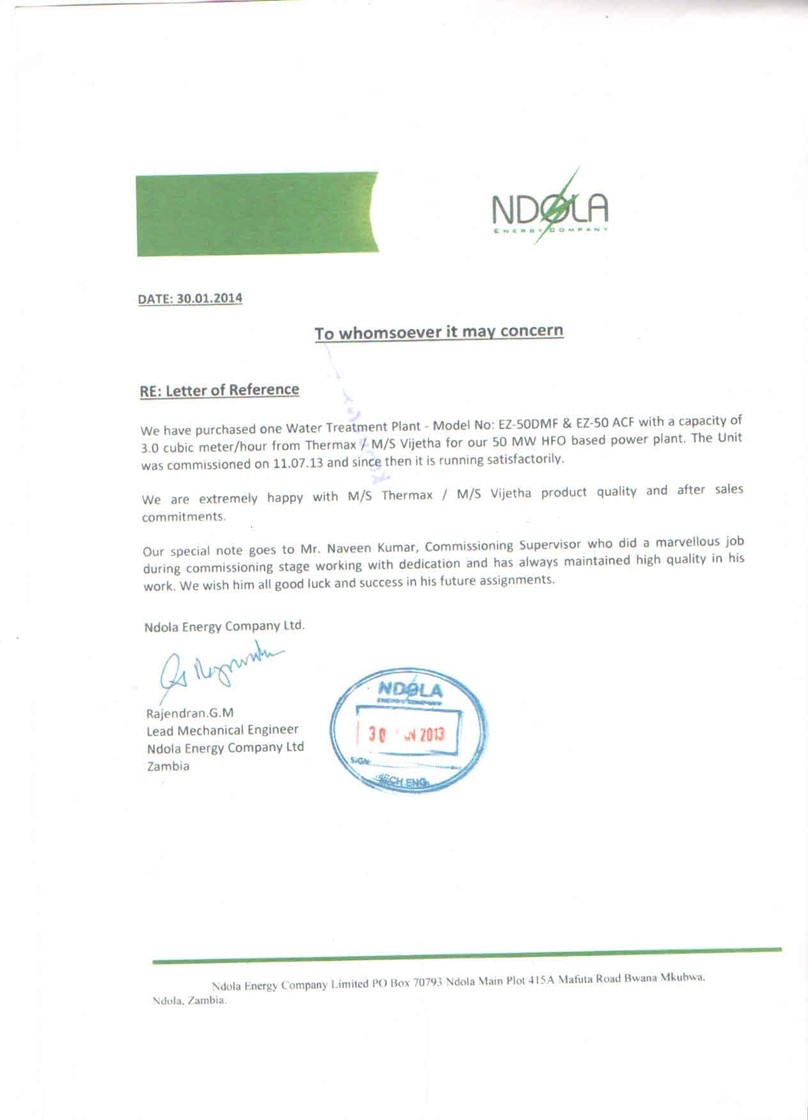 NDOLA
ENERGY COMPANY
DATE: 30.01.2014
To whomsoever it may concern
RE: Letter of Reference
We have purchased one Water Treatment Plant - Model No: EZ-50DMF & EZ-50 ACF with a capacity of
3.0 cubic meter/hour from Thermax / M/S Vijetha for our 50 MW HFO based power plant. The Unit
was commissioned on 11.07.13 and since then it is running satisfactorily.
We are extremely happy with M/S Thermax / M/S Vijetha product quality and after sales
commitments.
Our special note goes to Mr. Naveen Kumar, Commissioning Supervisor who did a marvellous job
during commissioning stage working with dedication and has always maintained high quality in his
work. We wish him all good luck and success in his future assignments.
Ndola Energy Company Ltd.
Rajendran.G.M
Lead Mechanical Engineer
Ndola Energy Company Ltd
Zambia
NDOLA
ENERGY COMPANY
30 2013
SIGN:
ENG.
Ndola Energy Company Limited PO Box 70793 Ndola Main Plot 415A Mafuta Road Bwana Mkubwa,
Ndola, Zambia.